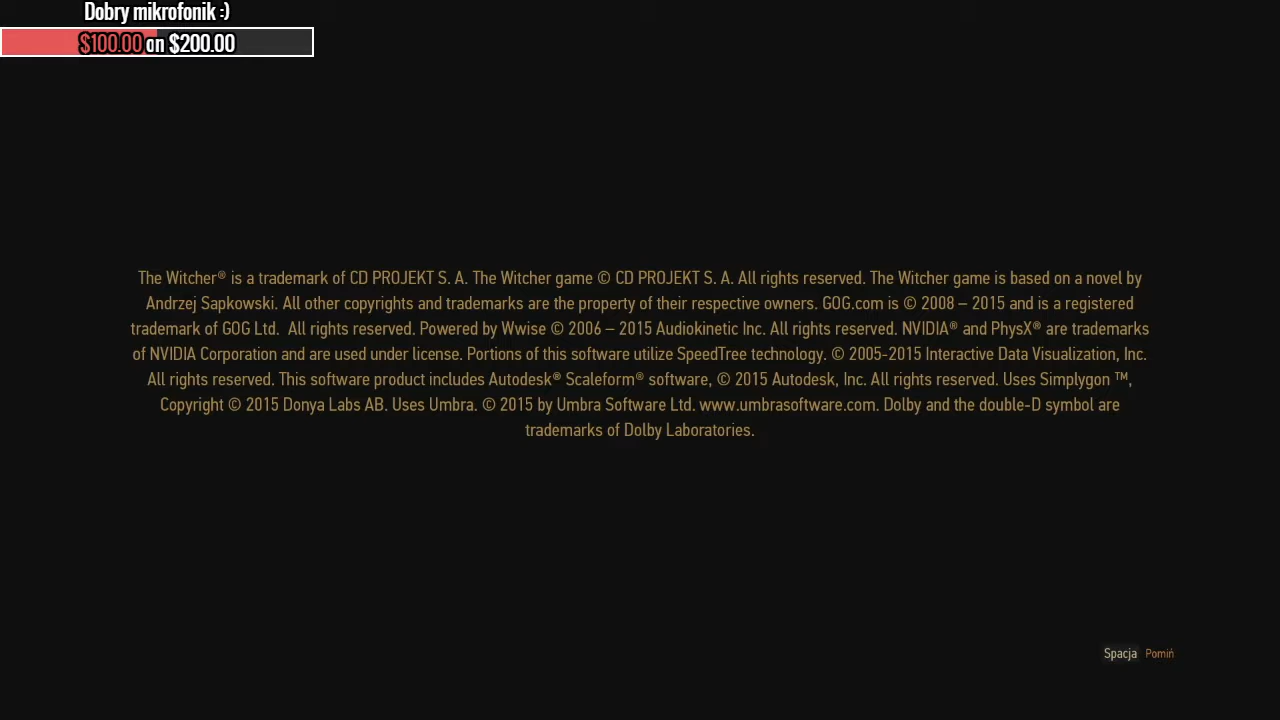 Dobry mikrofonik :)
$100.00 an $200.00
The Witcher® is a trademark of CD PROJEKT S. A. The Witcher game © CD PROJEKT S. A. All rights reserved. The Witcher game is based on a novel by
Andrzej Sapkowski. All other copyrights and trademarks are the property of their respective owners. GOG.com is © 2008 – 2015 and is a registered
trademark of GOG Ltd.  All rights reserved. Powered by Wwise © 2006 – 2015 Audiokinetic Inc. All rights reserved. NVIDIA® and PhysX® are trademarks
of NVIDIA Corporation and are used under license. Portions of this software utilize SpeedTree technology. © 2005-2015 Interactive Data Visualization, Inc.
All rights reserved. This software product includes Autodesk® Scaleform® software, © 2015 Autodesk, Inc. All rights reserved. Uses Simplygon ™,
Copyright © 2015 Donya Labs AB. Uses Umbra. © 2015 by Umbra Software Ltd. www.umbrasoftware.com. Dolby and the double-D symbol are
trademarks of Dolby Laboratories.
Spacja Pomiń